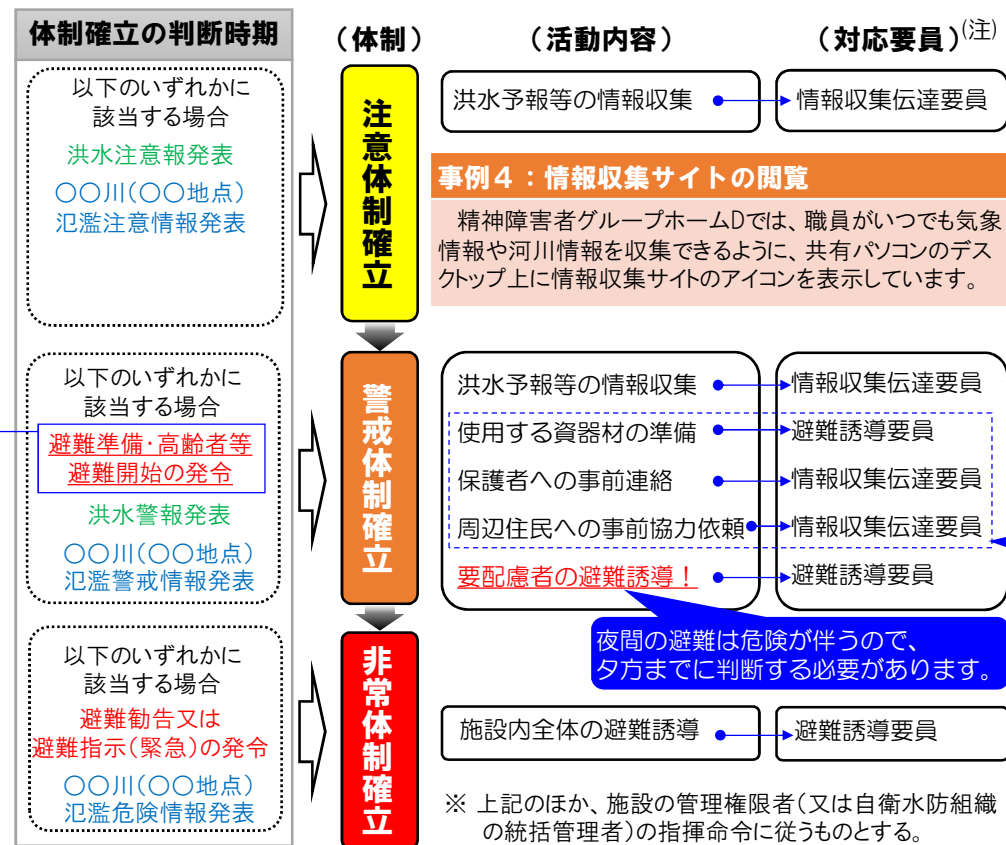 体制確立の判断時期
(体制)
(活動内容)
(対応要員)(注)
以下のいずれかに
該当する場合
洪水注意報発表
〇〇川(〇〇地点)
氾濫注意情報発表
注意体制確立
洪水予報等の情報収集
情報収集伝達要員
事例4:情報収集サイトの閲覧
精神障害者グループホームDでは、職員がいつでも気象
情報や河川情報を収集できるように、共有パソコンのデス
クトップ上に情報収集サイトのアイコンを表示しています。
以下のいずれかに
該当する場合
避難準備・高齢者等
避難開始の発令
洪水警報発表
〇〇川(〇〇地点)
氾濫警戒情報発表
警戒体制確立
洪水予報等の情報収集
情報収集伝達要員
使用する資器材の準備
避難誘導要員
保護者への事前連絡
情報収集伝達要員
周辺住民への事前協力依頼
情報収集伝達要員
要配慮者の避難誘導!
避難誘導要員
夜間の避難は危険が伴うので、
夕方までに判断する必要があります。
以下のいずれかに
該当する場合
避難勧告又は
避難指示(緊急)の発令
〇〇川(〇〇地点)
氾濫危険情報発表
非常体制確立
施設内全体の避難誘導
避難誘導要員
※ 上記のほか、施設の管理権限者(又は自衛水防組織
の統括管理者)の指揮命令に従うものとする。